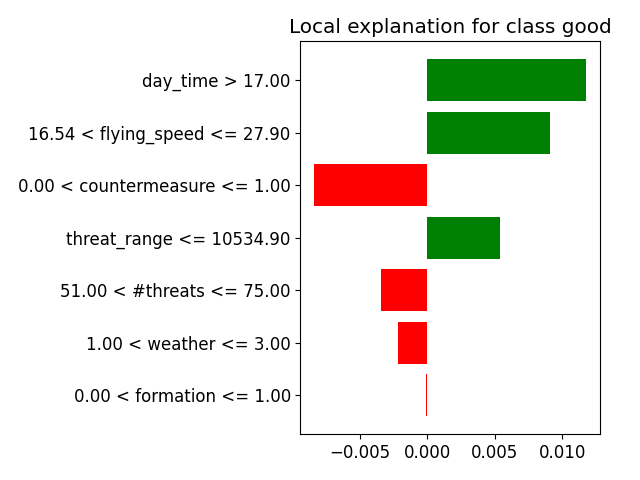 Local explanation for class good
day_time > 17.00
16.54 < flying_speed <= 27.90
0.00 < countermeasure <= 1.00
threat_range <= 10534.90
51.00 < #threats <= 75.00
1.00 < weather <= 3.00
0.00 < formation <= 1.00
−0.005 0.000 0.005 0.010